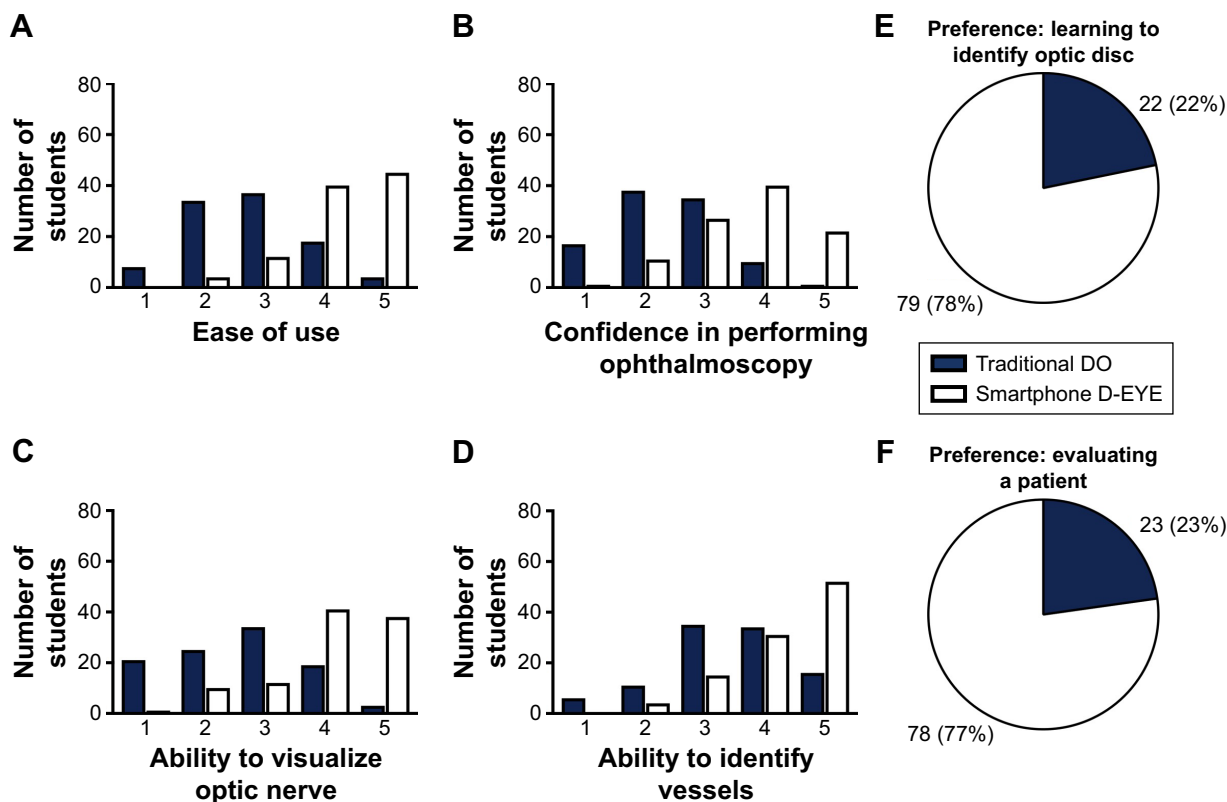 A
Number of
students
80
60
40
20
0
1 2 3 4 5
Ease of use
B
Number of
students
80
60
40
20
0
1 2 3 4 5
Confidence in performing
ophthalmoscopy
E
Preference: learning to
identify optic disc
22 (22%)
79 (78%)
Traditional DO
Smartphone D-EYE
C
Number of
students
80
60
40
20
0
1 2 3 4 5
Ability to visualize
optic nerve
D
Number of
students
80
60
40
20
0
1 2 3 4 5
Ability to identify
vessels
F
Preference: evaluating
a patient
23 (23%)
78 (77%)